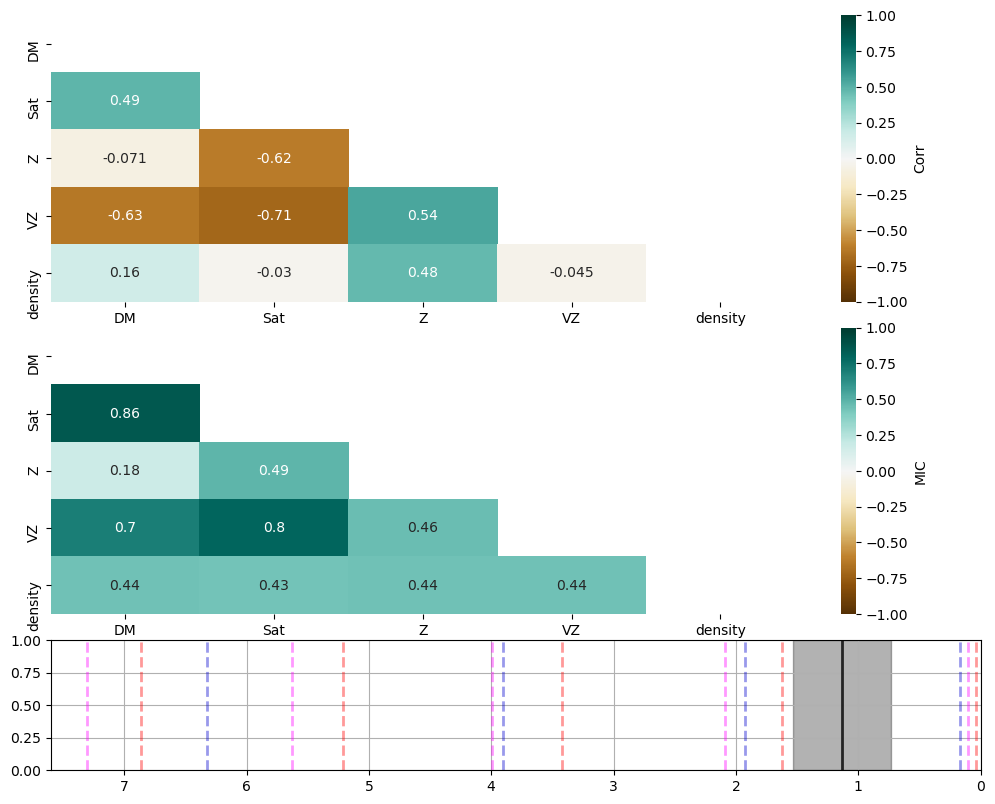 DM
Sat
Z
VZ
density
0.49
-0.071
-0.62
-0.63
-0.71
0.54
0.16
-0.03
0.48
-0.045
DM
Sat
Z
VZ
density
1.00
0.75
0.50
0.25
0.00
−0.25
−0.50
−0.75
−1.00
Corr
DM
Sat
Z
VZ
density
0.86
0.18
0.49
0.7
0.8
0.46
0.44
0.43
0.44
0.44
DM
Sat
Z
VZ
density
1.00
0.75
0.50
0.25
0.00
−0.25
−0.50
−0.75
−1.00
MIC
1.00
0.75
0.50
0.25
0.00
7
6
5
4
3
2
1
0